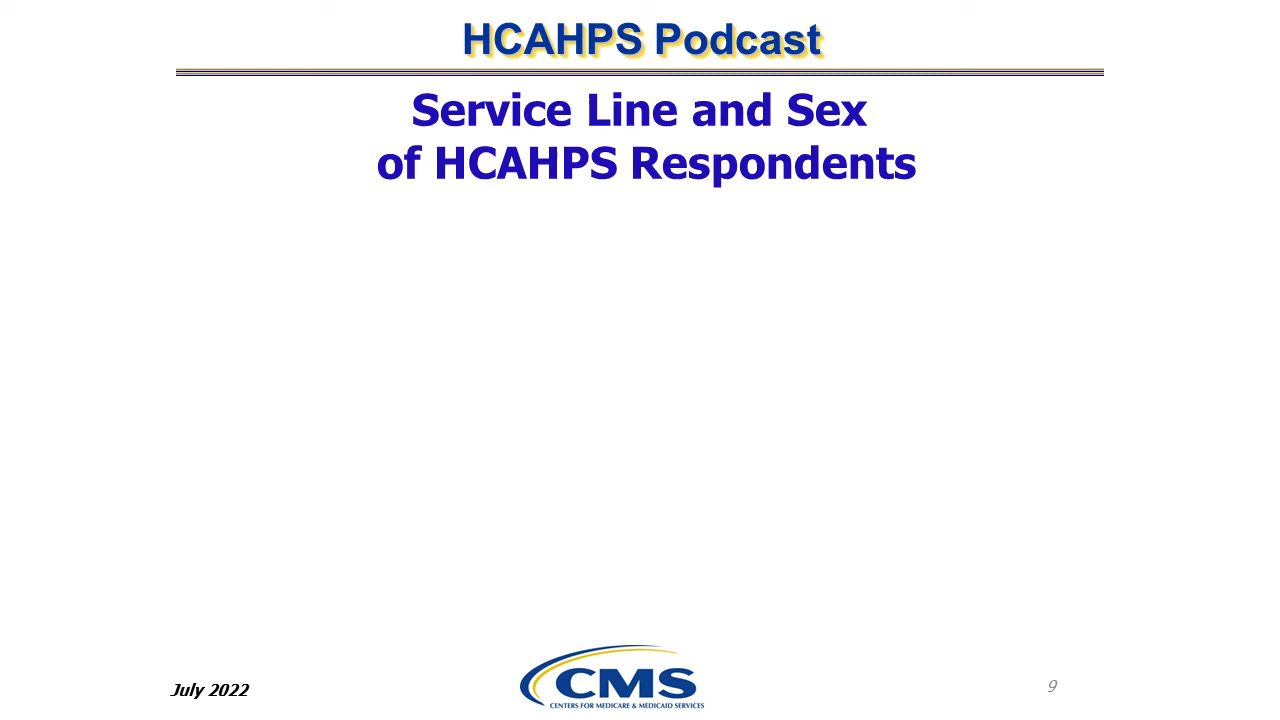 HCAHPS Podcast
Service Line and Sex
of HCAHPS Respondents
July 2022
CMS
CENTERS FOR MEDICARE & MEDICAID SERVICES
9